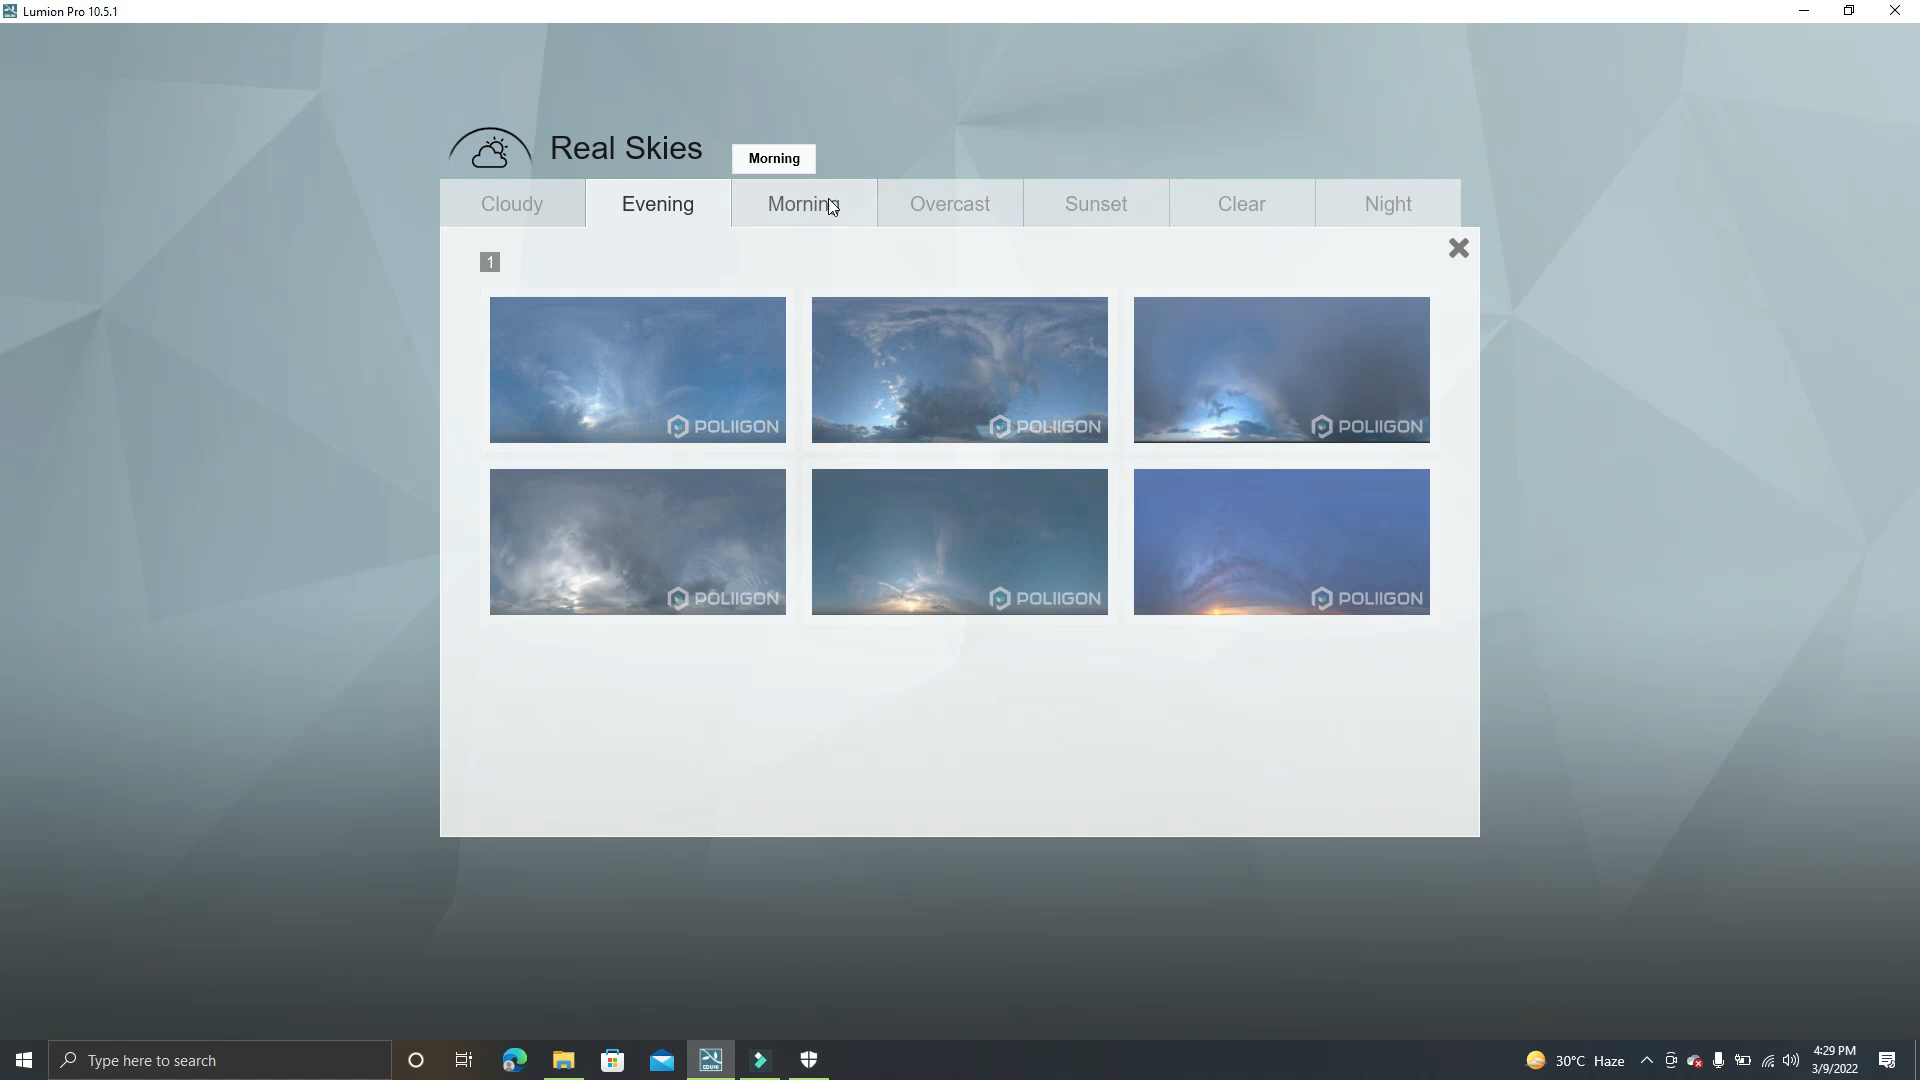 Lumion Pro 10.5.1
Real Skies
Morning
Cloudy Evening Morning Overcast Sunset Clear Night
1
POLIIGON POLIIGON POLIIGON
POLIIGON POLIIGON POLIIGON
Type here to search
EDU10
30°C Haze
4:29 PM
3/9/2022